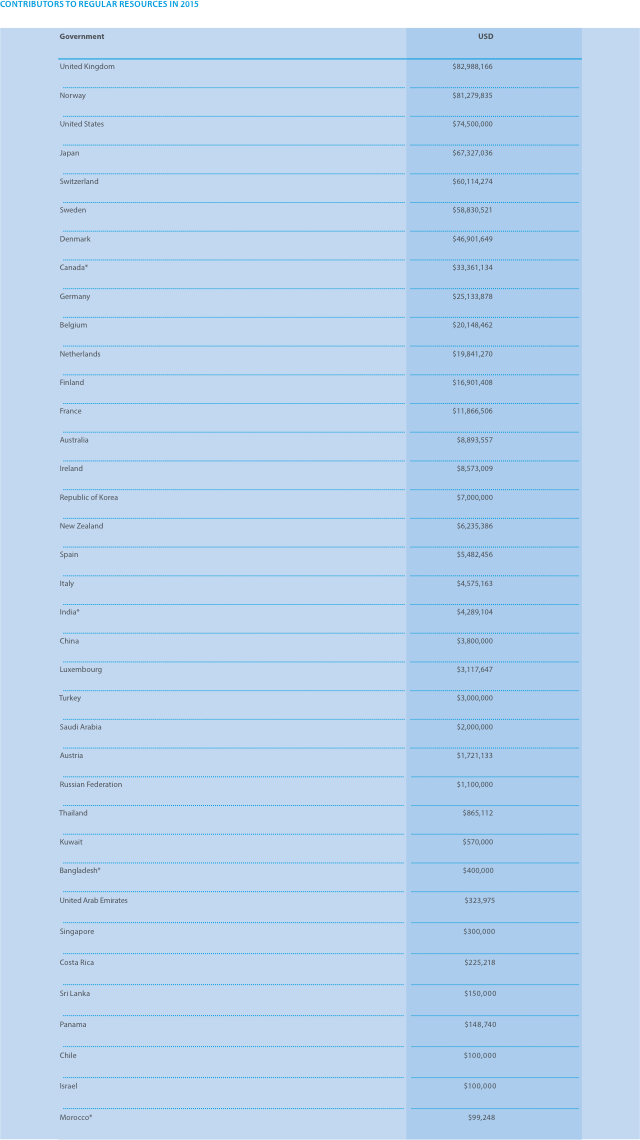 CONTRIBUTORS TO REGULAR RESOURCES IN 2015
Government USD
United Kingdom $82,988,166
Norway $81,279,835
United States $74,500,000
Japan $67,327,036
Switzerland $60,114,274
Sweden $58,830,521
Denmark $46,901,649
Canada* $33,361,134
Germany $25,133,878
Belgium $20,148,462
Netherlands $19,841,270
Finland $16,901,408
France $11,866,506
Australia $8,893,557
Ireland $8,573,009
Republic of Korea $7,000,000
New Zealand $6,235,386
Spain $5,482,456
Italy $4,575,163
India* $4,289,104
China $3,800,000
Luxembourg $3,117,647
Turkey $3,000,000
Saudi Arabia $2,000,000
Austria $1,721,133
Russian Federation $1,100,000
Thailand $865,112
Kuwait $570,000
Bangladesh* $400,000
United Arab Emirates $323,975
Singapore $300,000
Costa Rica $225,218
Sri Lanka $150,000
Panama $148,740
Chile $100,000
Israel $100,000
Morocco* $99,248